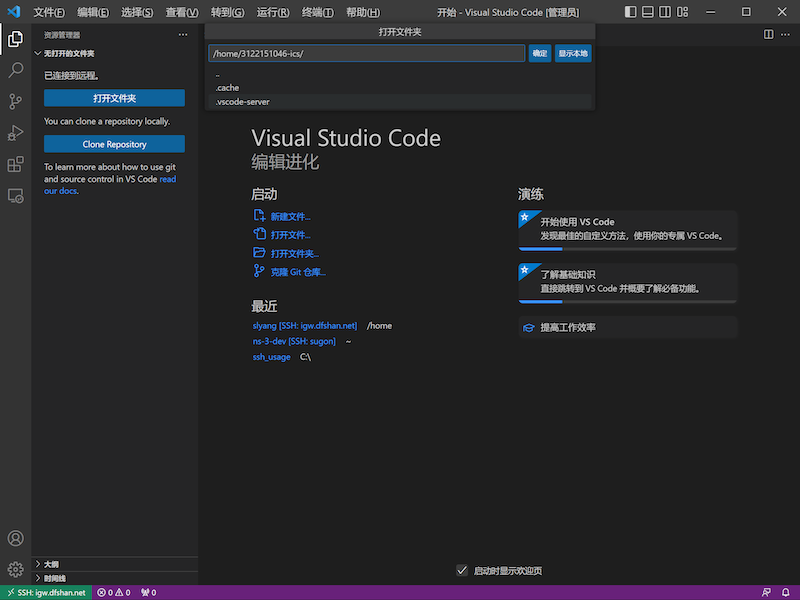 文件(F) 编辑(E) 选择(S) 查看(V) 转到(G) 运行(R) 终端(T) 帮助(H) 开始 - Visual Studio Code [管理员]
资源管理器
无打开的文件夹
已连接到远程。
打开文件夹
You can clone a repository locally.
Clone Repository
To learn more about how to use git
and source control in VS Code read
our docs.
大纲
时间线
打开文件夹
/home/3122151046-ics/
确定
显示本地
..
.cache
.vscode-server
Visual Studio Code
编辑进化
启动
新建文件...
打开文件...
打开文件夹...
克隆 Git 仓库...
最近
slyang [SSH: igw.dfshan.net] /home
ns-3-dev [SSH: sugon] ~
ssh_usage C:\
演练
开始使用 VS Code
发现最佳的自定义方法，使用你的专属 VS Code。
了解基础知识
直接跳转到 VS Code 并概要了解必备功能。
提高工作效率
启动时显示欢迎页
SSH: igw.dfshan.net 0 0 0